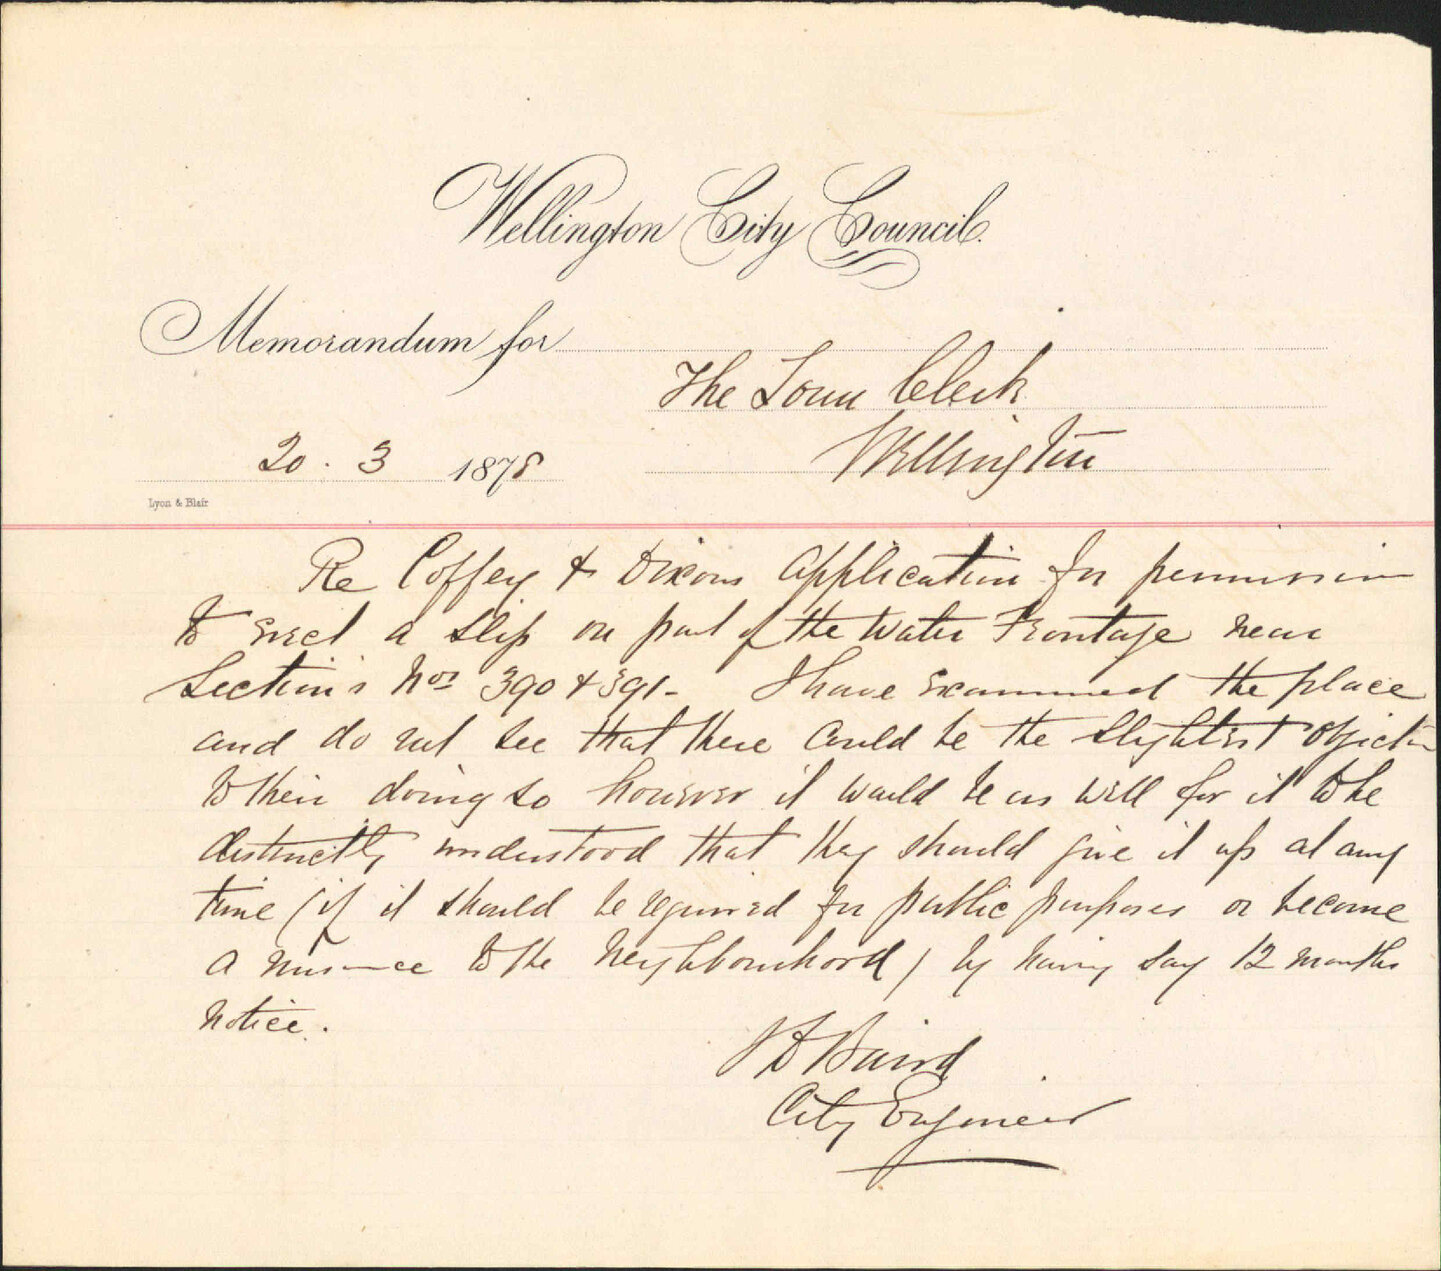 Wellington City Council.
Memorandum for
The Town Clerk
Wellington
20. 3 1878
Lyon & Blair
Re Coffey & Dixons Application for permission
to erect a slip on part of the Water Frontage near
Section's Nos 390 & 391 - I have examined the place
and do not see that there could be the slightest objection
to their doing so however it would be as well for it to be
distinctly understood that they should give it up at any
time (if it should be required for public purposes or become
a nusance to the Neighbourhood) by having say 12 months
notice.
Baird
City Engineer